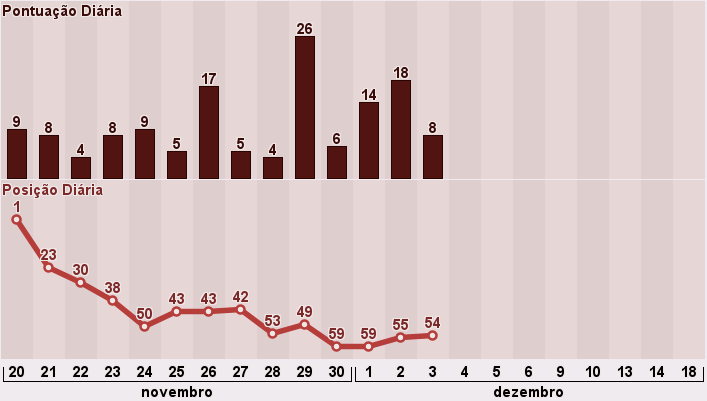 Pontuação Diária
9 8 4 8 9 5 17 5 4 26 6 14 18 8
Posição Diária
1 23 30 38 50 43 43 42 53 49 59 59 55 54
20 21 22 23 24 25 26 27 28 29 30 1 2 3 4 5 6 9 10 13 14 18
novembro dezembro